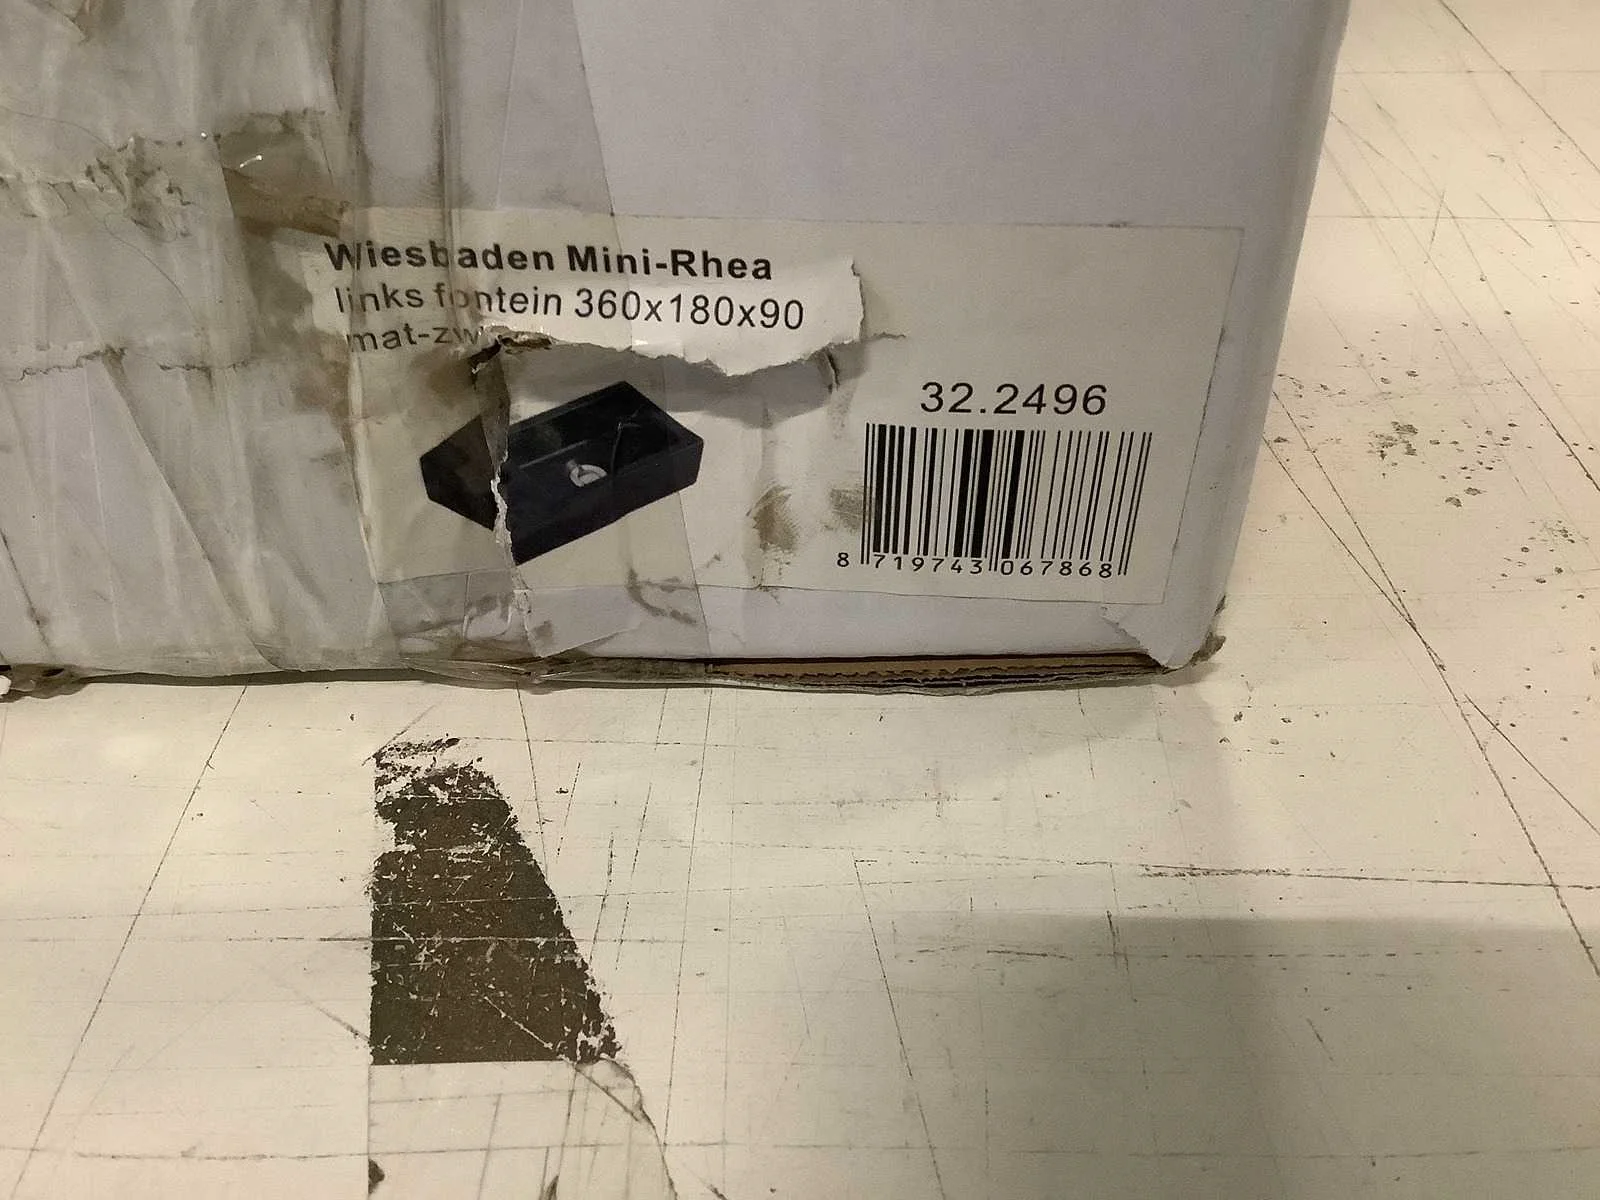 Wiesbaden Mini-Rhea
links fontein 360x180x90
32.2496
8 719743 067868